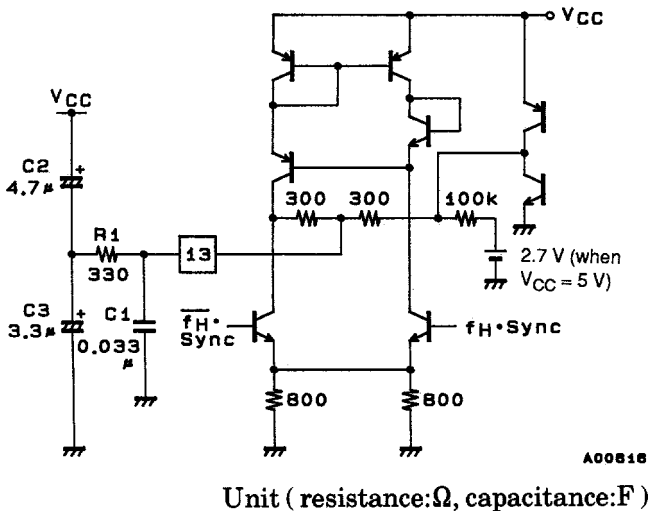 VCC
VCC
C2
4.7μ
+
300
300
100k
R1
13
330
2.7 V (when
VCC = 5 V)
C3
3.3μ
+
C1
0.033
μ
fH·
Sync
fH·Sync
800
800
A00616
Unit ( resistance:Ω, capacitance:F )